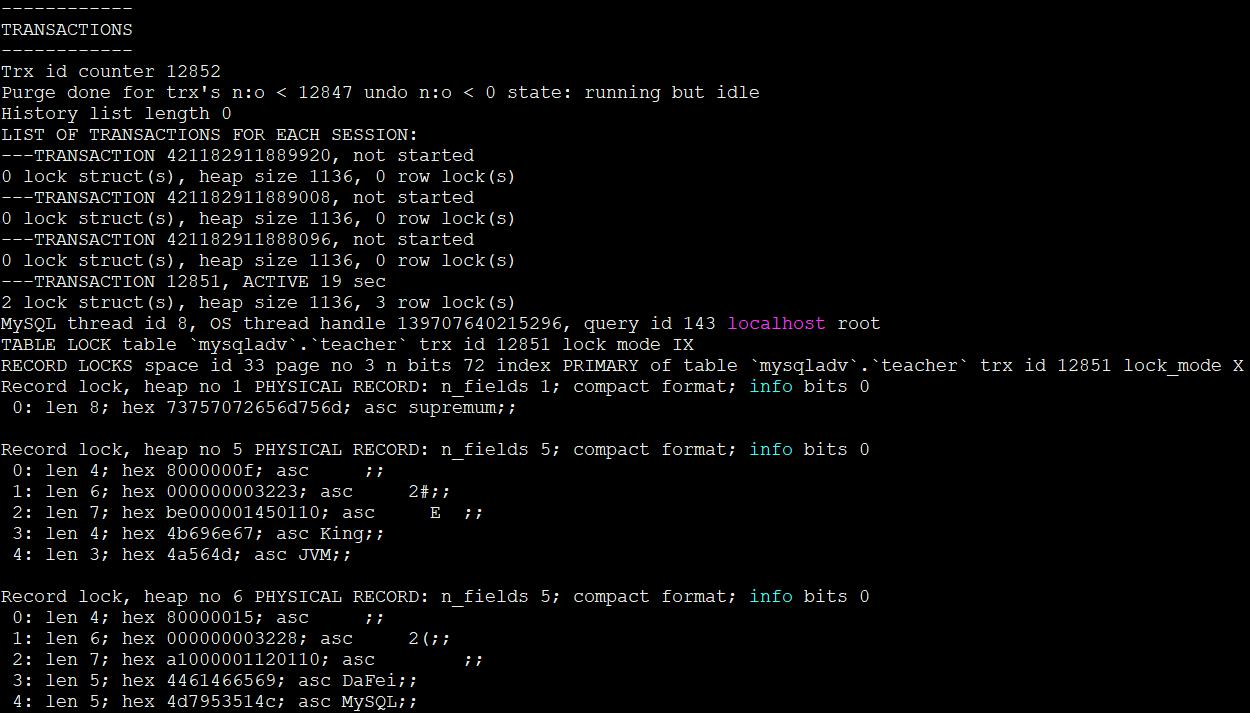 ------------
TRANSACTIONS
------------
Trx id counter 12852
Purge done for trx's n:o < 12847 undo n:o < 0 state: running but idle
History list length 0
LIST OF TRANSACTIONS FOR EACH SESSION:
---TRANSACTION 421182911889920, not started
0 lock struct(s), heap size 1136, 0 row lock(s)
---TRANSACTION 421182911889008, not started
0 lock struct(s), heap size 1136, 0 row lock(s)
---TRANSACTION 421182911888096, not started
0 lock struct(s), heap size 1136, 0 row lock(s)
---TRANSACTION 12851, ACTIVE 19 sec
2 lock struct(s), heap size 1136, 3 row lock(s)
MySQL thread id 8, OS thread handle 139707640215296, query id 143 localhost root
TABLE LOCK table `mysqladv`.`teacher` trx id 12851 lock mode IX
RECORD LOCKS space id 33 page no 3 n bits 72 index PRIMARY of table `mysqladv`.`teacher` trx id 12851 lock_mode X
Record lock, heap no 1 PHYSICAL RECORD: n_fields 1; compact format; info bits 0
 0: len 8; hex 73757072656d756d; asc supremum;;

Record lock, heap no 5 PHYSICAL RECORD: n_fields 5; compact format; info bits 0
 0: len 4; hex 8000000f; asc     ;;
 1: len 6; hex 000000003223; asc     2#;;
 2: len 7; hex be000001450110; asc     E  ;;
 3: len 4; hex 4b696e67; asc King;;
 4: len 3; hex 4a564d; asc JVM;;

Record lock, heap no 6 PHYSICAL RECORD: n_fields 5; compact format; info bits 0
 0: len 4; hex 80000015; asc     ;;
 1: len 6; hex 000000003228; asc     2(;;
 2: len 7; hex a1000001120110; asc        ;;
 3: len 5; hex 4461466569; asc DaFei;;
 4: len 5; hex 4d7953514c; asc MySQL;;